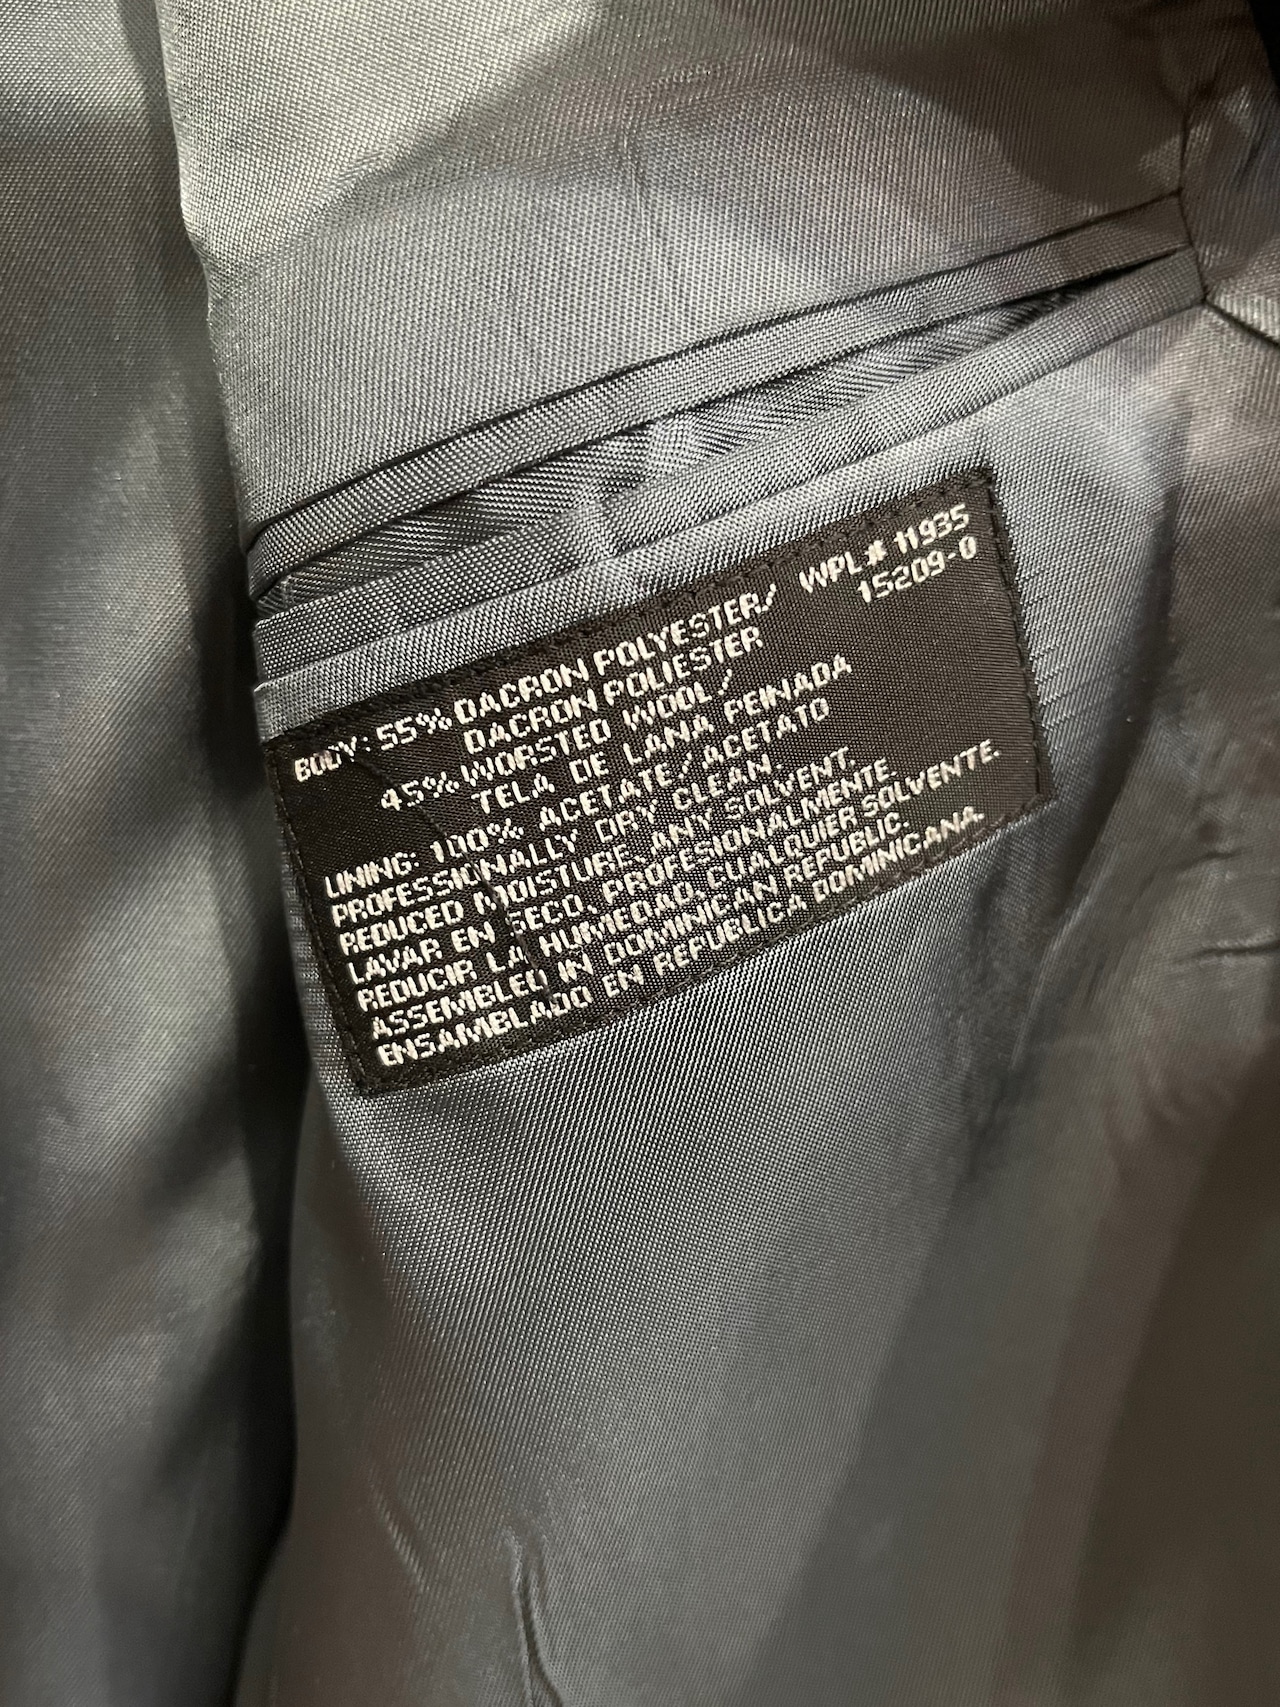 BODY: 55% DACRON POLYESTER/ WPL# 11935
DACRON POLIESTER 15209-0
45% WORSTED WOOL/
TELA DE LANA PEINADA
LINING: 100% ACETATE/ACETATO
PROFESSIONALLY DRY CLEAN,
REDUCED MOISTURE, ANY SOLVENT.
LAVAR EN SECO, PROFESIONALMENTE.
REDUCIR LA HUMEDAD, CUALQUIER SOLVENTE.
ASSEMBLED IN DOMINICAN REPUBLIC.
ENSAMBLADO EN REPUBLICA DOMINICANA.